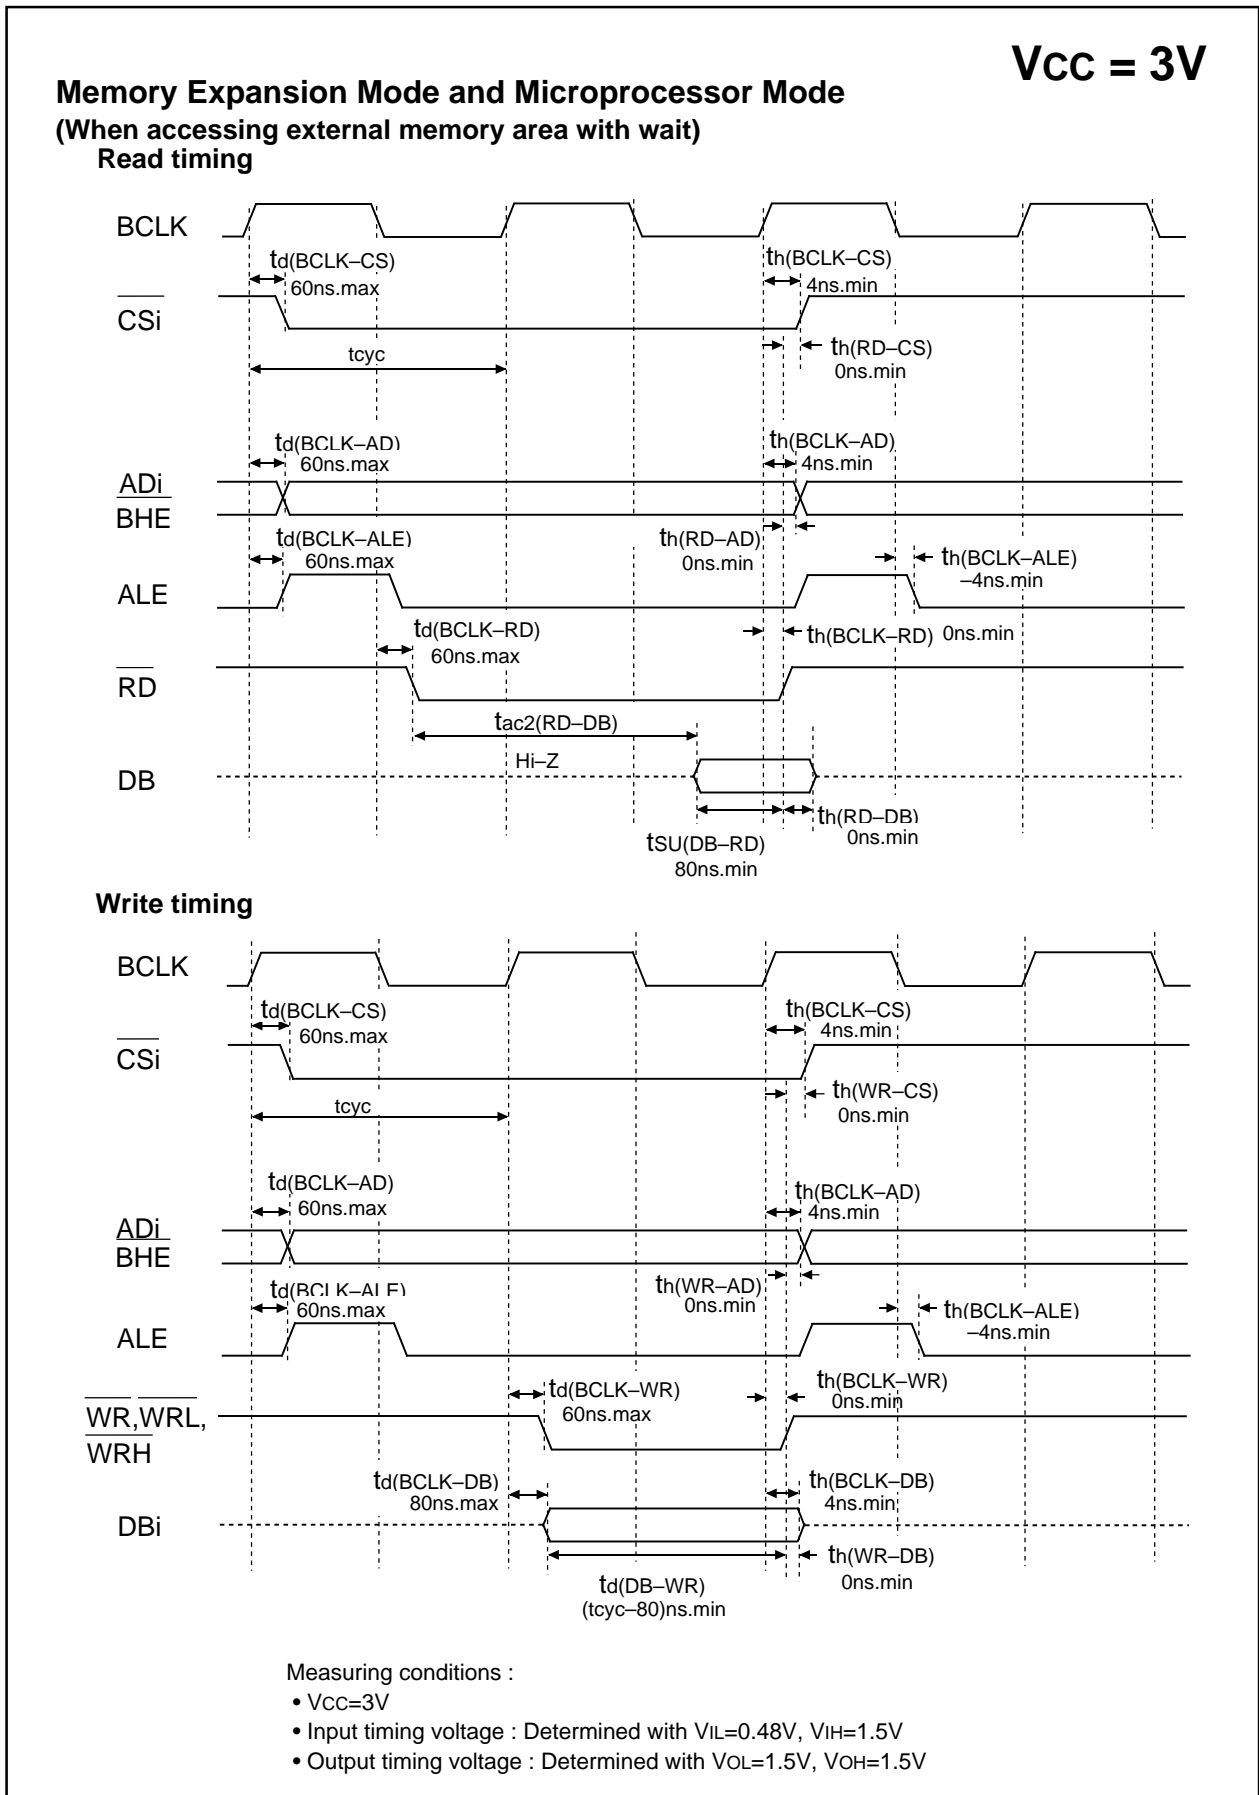 VCC = 3V
Memory Expansion Mode and Microprocessor Mode
(When accessing external memory area with wait)
Read timing
BCLK
td(BCLK–CS)
60ns.max
th(BCLK–CS)
4ns.min
CSi
tcyc
th(RD–CS)
0ns.min
td(BCLK–AD)
60ns.max
th(BCLK–AD)
4ns.min
ADi
BHE
td(BCLK–ALE)
60ns.max
th(RD–AD)
0ns.min
th(BCLK–ALE)
–4ns.min
ALE
td(BCLK–RD)
60ns.max
th(BCLK–RD) 0ns.min
RD
tac2(RD–DB)
Hi–Z
DB
tSU(DB–RD)
80ns.min
th(RD–DB)
0ns.min
Write timing
BCLK
td(BCLK–CS)
60ns.max
th(BCLK–CS)
4ns.min
CSi
tcyc
th(WR–CS)
0ns.min
td(BCLK–AD)
60ns.max
th(BCLK–AD)
4ns.min
ADi
BHE
td(BCLK–ALE)
60ns.max
th(WR–AD)
0ns.min
th(BCLK–ALE)
–4ns.min
ALE
td(BCLK–WR)
60ns.max
th(BCLK–WR)
0ns.min
WR,WRL,
WRH
td(BCLK–DB)
80ns.max
th(BCLK–DB)
4ns.min
DBi
td(DB–WR)
(tcyc–80)ns.min
th(WR–DB)
0ns.min
Measuring conditions :
• VCC=3V
• Input timing voltage : Determined with VIL=0.48V, VIH=1.5V
• Output timing voltage : Determined with VOL=1.5V, VOH=1.5V